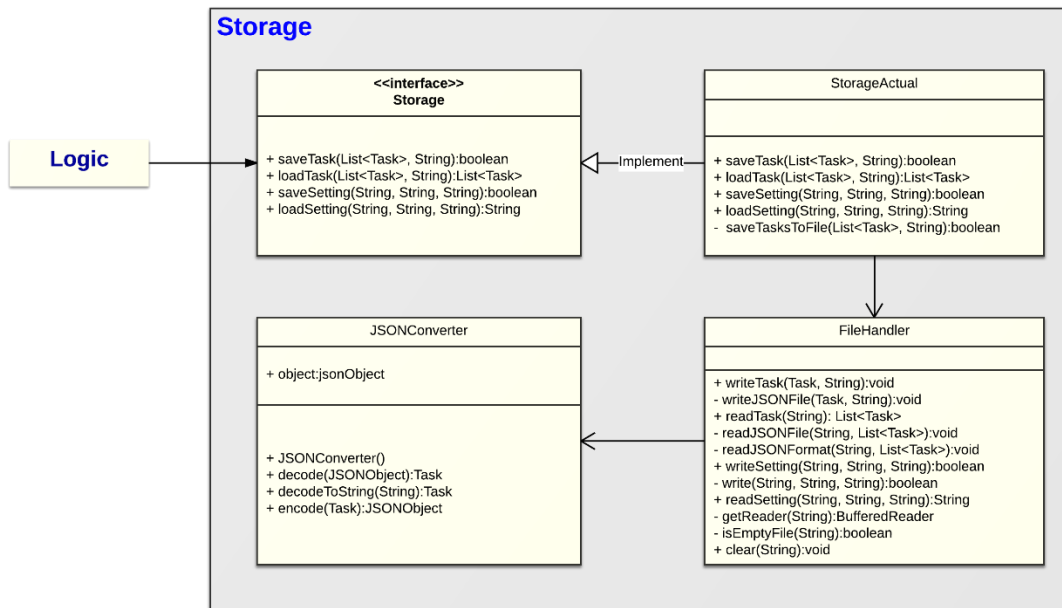 Storage
Logic
<<interface>>
Storage
+ saveTask(List<Task>, String):boolean
+ loadTask(List<Task>, String):List<Task>
+ saveSetting(String, String, String):boolean
+ loadSetting(String, String, String):String
Implement
StorageActual
+ saveTask(List<Task>, String):boolean
+ loadTask(List<Task>, String):List<Task>
+ saveSetting(String, String, String):boolean
+ loadSetting(String, String, String):String
- saveTasksToFile(List<Task>, String):boolean
JSONConverter
+ object:jsonObject
+ JSONConverter()
+ decode(JSONObject):Task
+ decodeToString(String):Task
+ encode(Task):JSONObject
FileHandler
+ writeTask(Task, String):void
- writeJSONFile(Task, String):void
+ readTask(String): List<Task>
- readJSONFile(String, List<Task>):void
- readJSONFormat(String, List<Task>):void
+ writeSetting(String, String, String):boolean
- write(String, String, String):boolean
+ readSetting(String, String, String):String
- getReader(String):BufferedReader
- isEmptyFile(String):boolean
+ clear(String):void